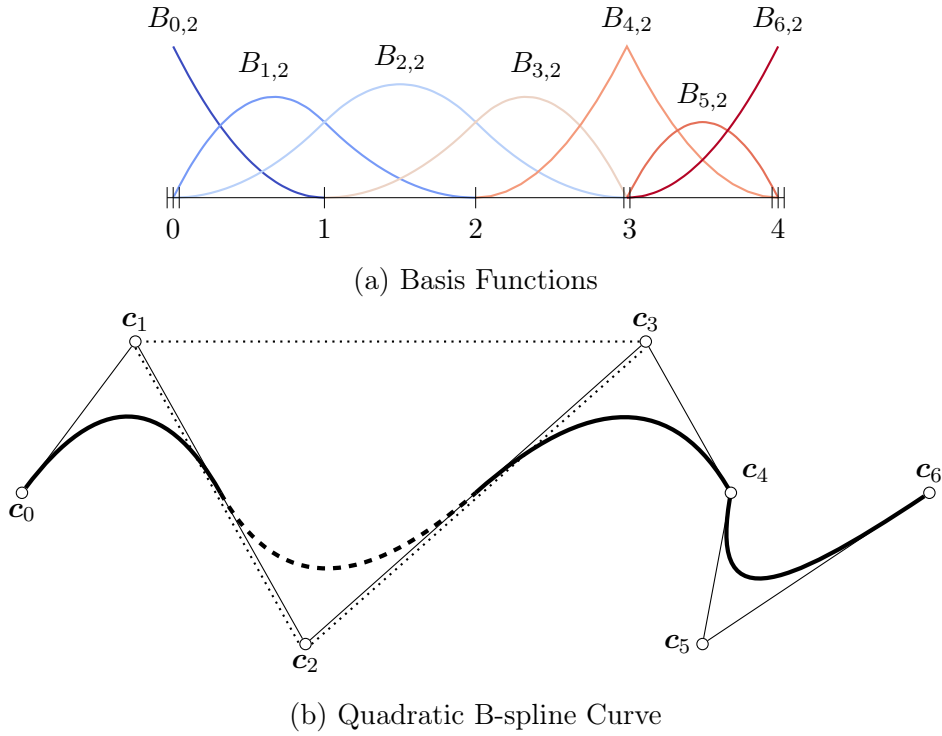 B0,2 B1,2 B2,2 B3,2 B4,2 B5,2 B6,2
0 1 2 3 4
(a) Basis Functions
c1 c3
c0 c4 c6
c2 c5
(b) Quadratic B-spline Curve